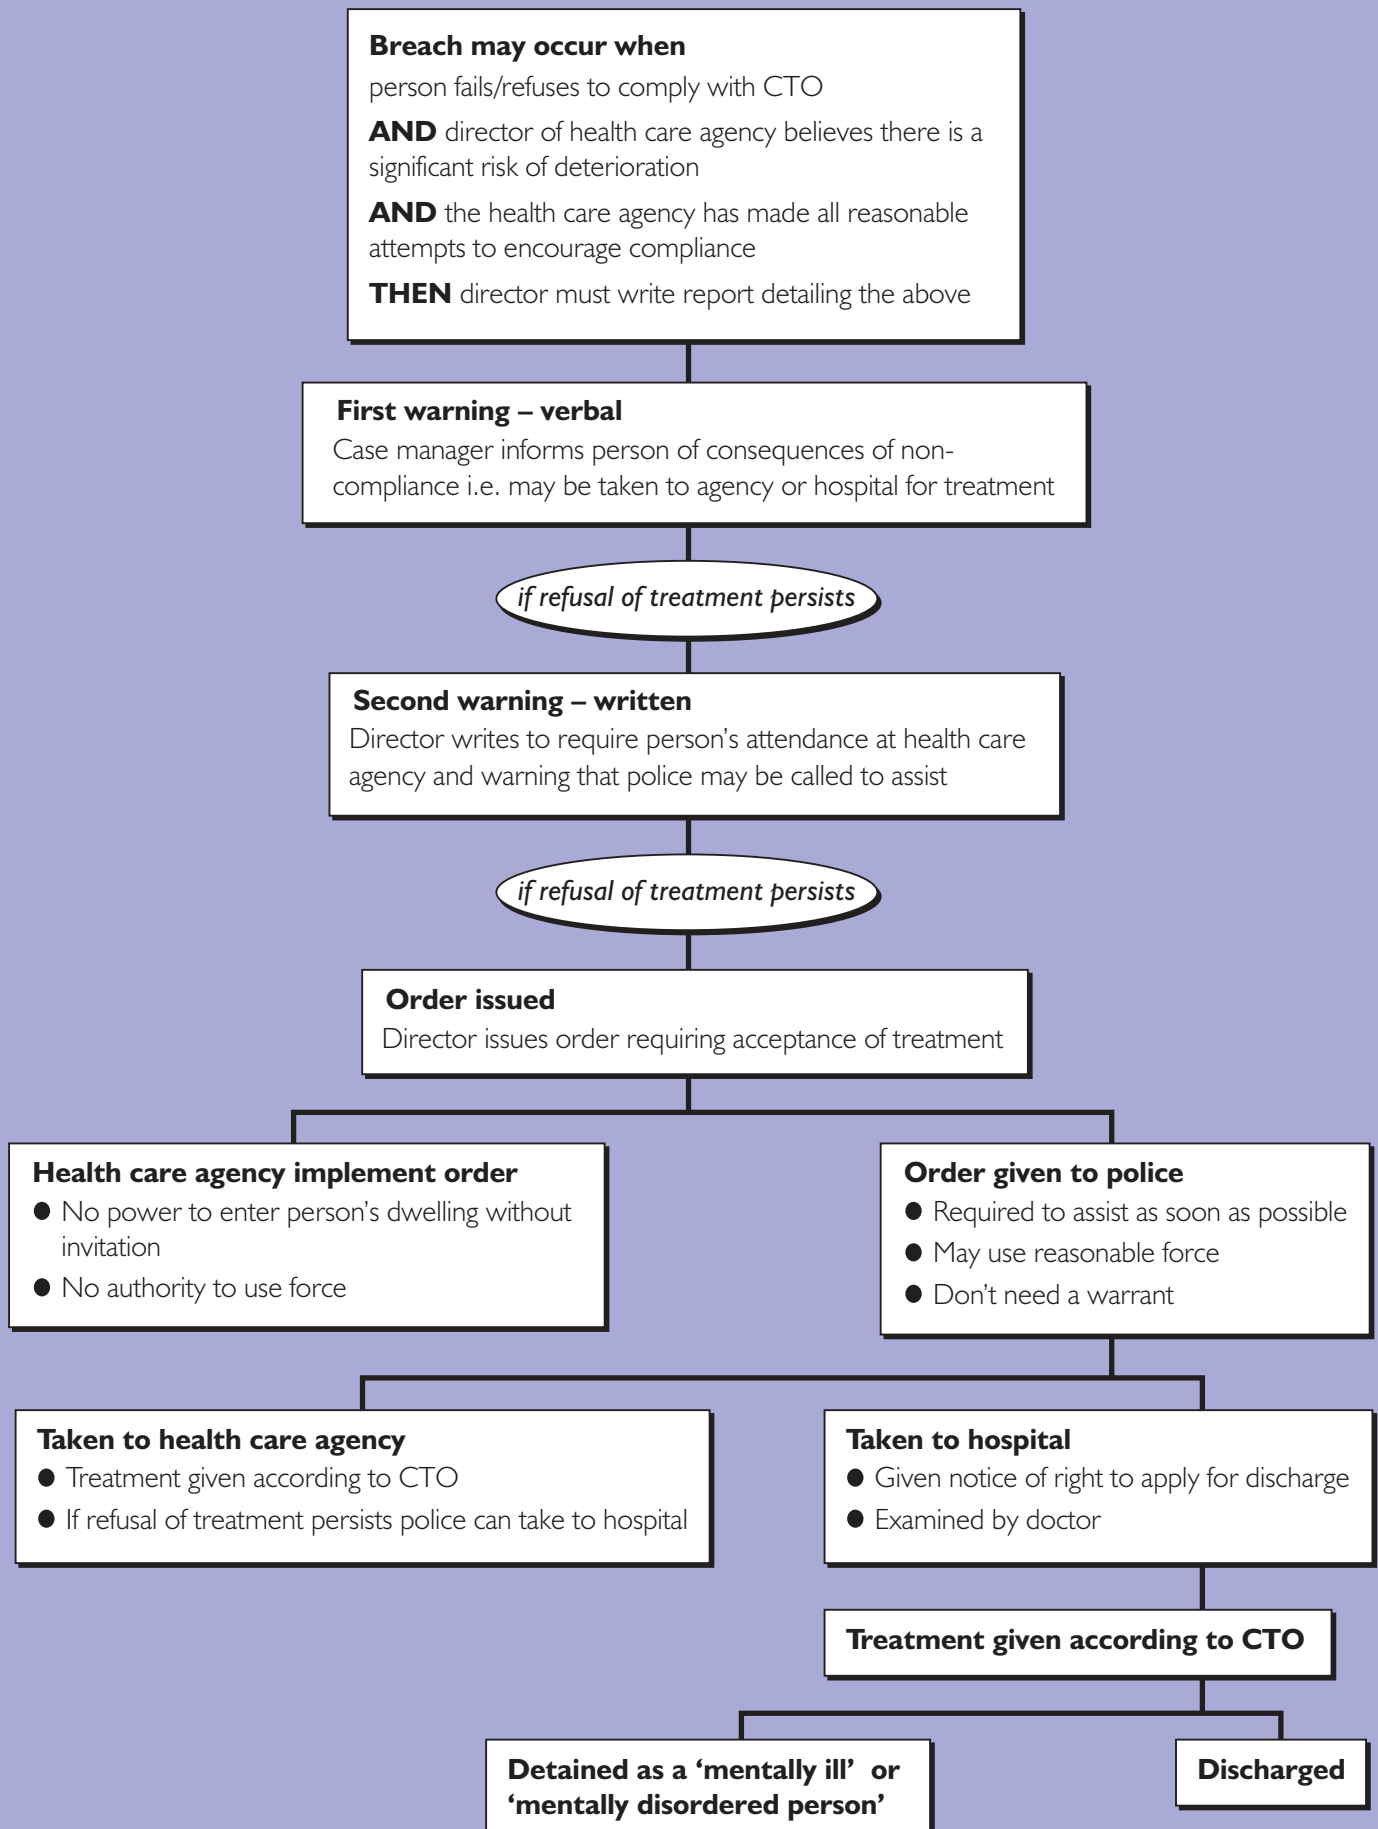 Breach may occur when
person fails/refuses to comply with CTO
AND director of health care agency believes there is a
significant risk of deterioration
AND the health care agency has made all reasonable
attempts to encourage compliance
THEN director must write report detailing the above
First warning – verbal
Case manager informs person of consequences of non-
compliance i.e. may be taken to agency or hospital for treatment
if refusal of treatment persists
Second warning – written
Director writes to require person’s attendance at health care
agency and warning that police may be called to assist
if refusal of treatment persists
Order issued
Director issues order requiring acceptance of treatment
Health care agency implement order
● No power to enter person’s dwelling without
invitation
● No authority to use force
Order given to police
● Required to assist as soon as possible
● May use reasonable force
● Don’t need a warrant
Taken to health care agency
● Treatment given according to CTO
● If refusal of treatment persists police can take to hospital
Taken to hospital
● Given notice of right to apply for discharge
● Examined by doctor
Treatment given according to CTO
Detained as a ‘mentally ill’ or
‘mentally disordered person’
Discharged